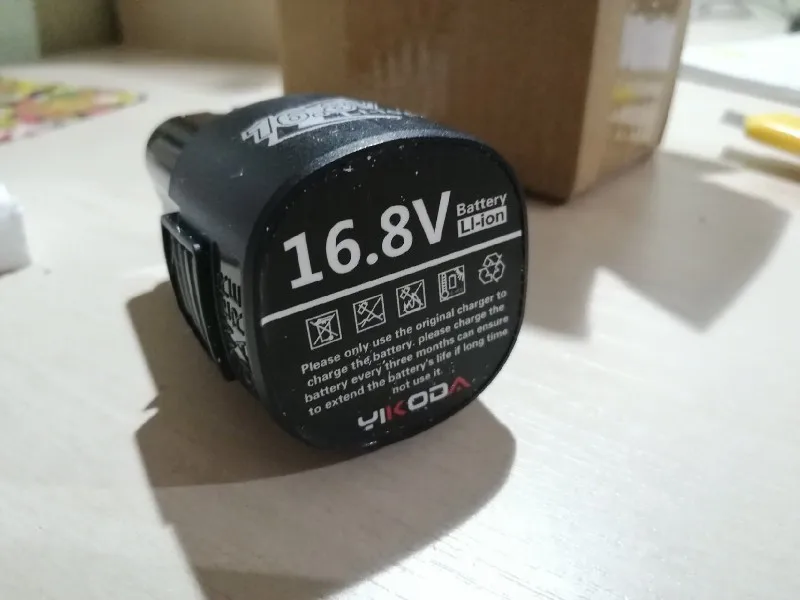 16.8V
Battery
LI-ion
Please only use the original charger to
charge the battery. please charge the
battery every three months can ensure
to extend the battery's life if long time
not use it.
YIKODA